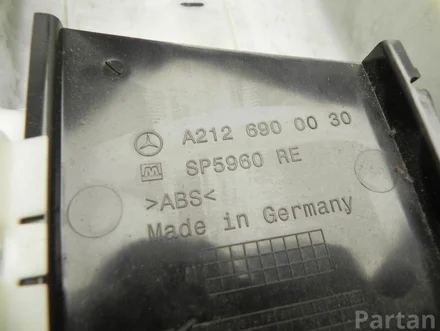 A212 690 00 30
SP5960 RE
>ABS<
Made in Germany
Partan